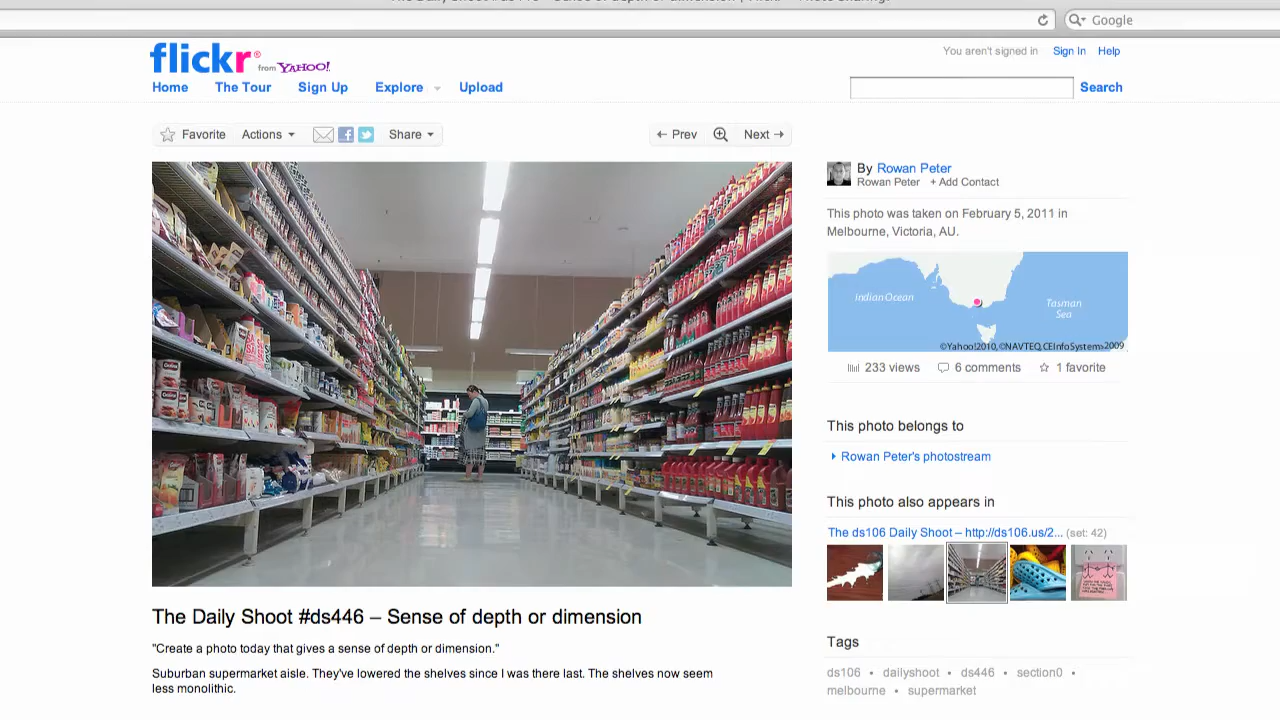 Google
flickr® from YAHOO!
You aren't signed in Sign In Help
Home The Tour Sign Up Explore Upload
Search
Favorite Actions Share
← Prev Next →
By Rowan Peter
Rowan Peter + Add Contact
This photo was taken on February 5, 2011 in
Melbourne, Victoria, AU.
Indian Ocean
Tasman
Sea
©Yahoo!2010, ©NAVTEQ, CEInfoSystems2009
233 views 6 comments 1 favorite
This photo belongs to
Rowan Peter's photostream
This photo also appears in
The ds106 Daily Shoot – http://ds106.us/2... (set: 42)
The Daily Shoot #ds446 – Sense of depth or dimension
"Create a photo today that gives a sense of depth or dimension."
Suburban supermarket aisle. They've lowered the shelves since I was there last. The shelves now seem
less monolithic.
Tags
ds106 • dailyshoot • ds446 • section0 •
melbourne • supermarket